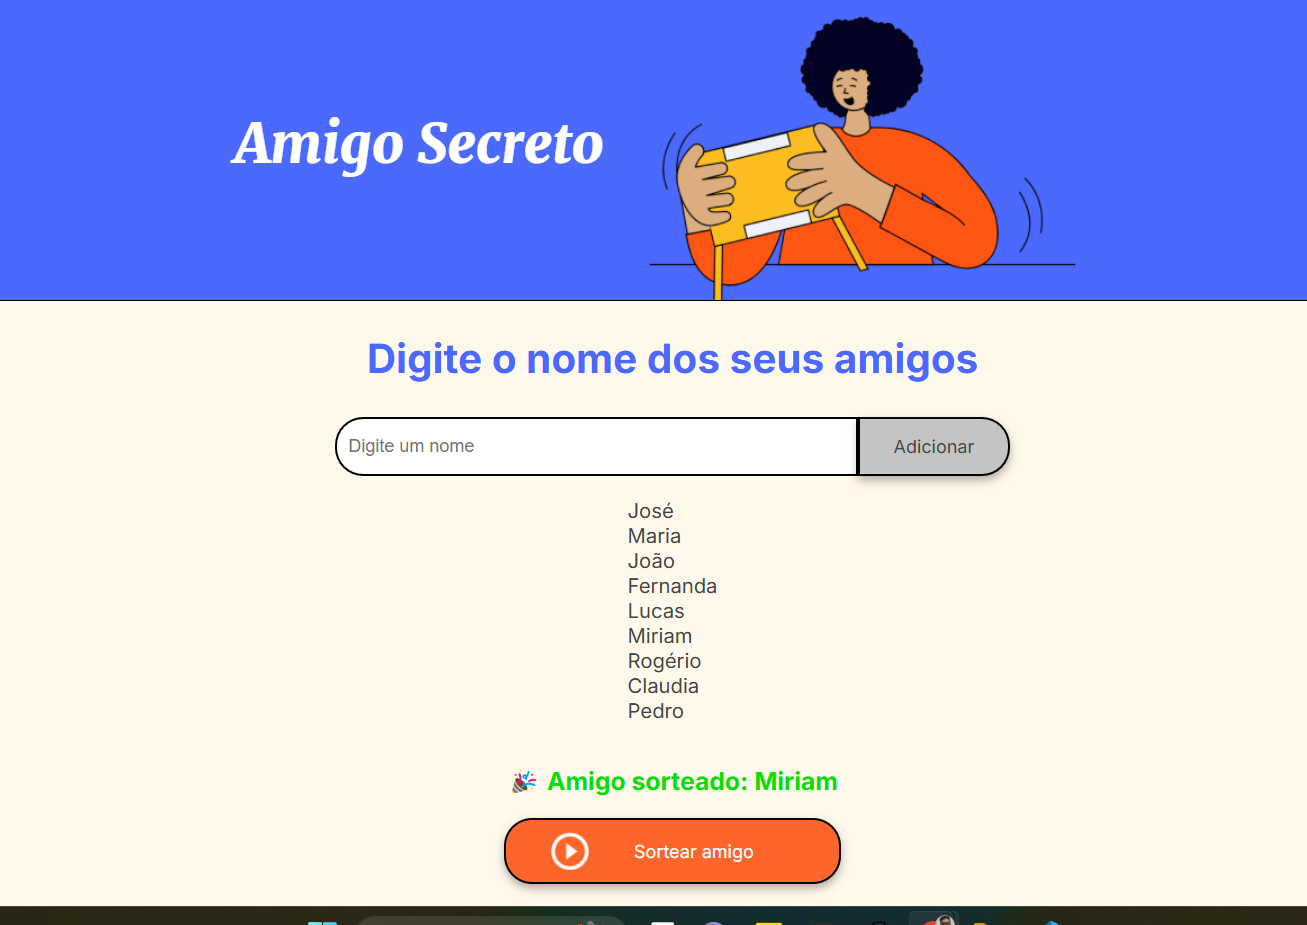 Amigo Secreto
Digite o nome dos seus amigos
Digite um nome
Adicionar
José
Maria
João
Fernanda
Lucas
Miriam
Rogério
Claudia
Pedro
🎉 Amigo sorteado: Miriam
Sortear amigo